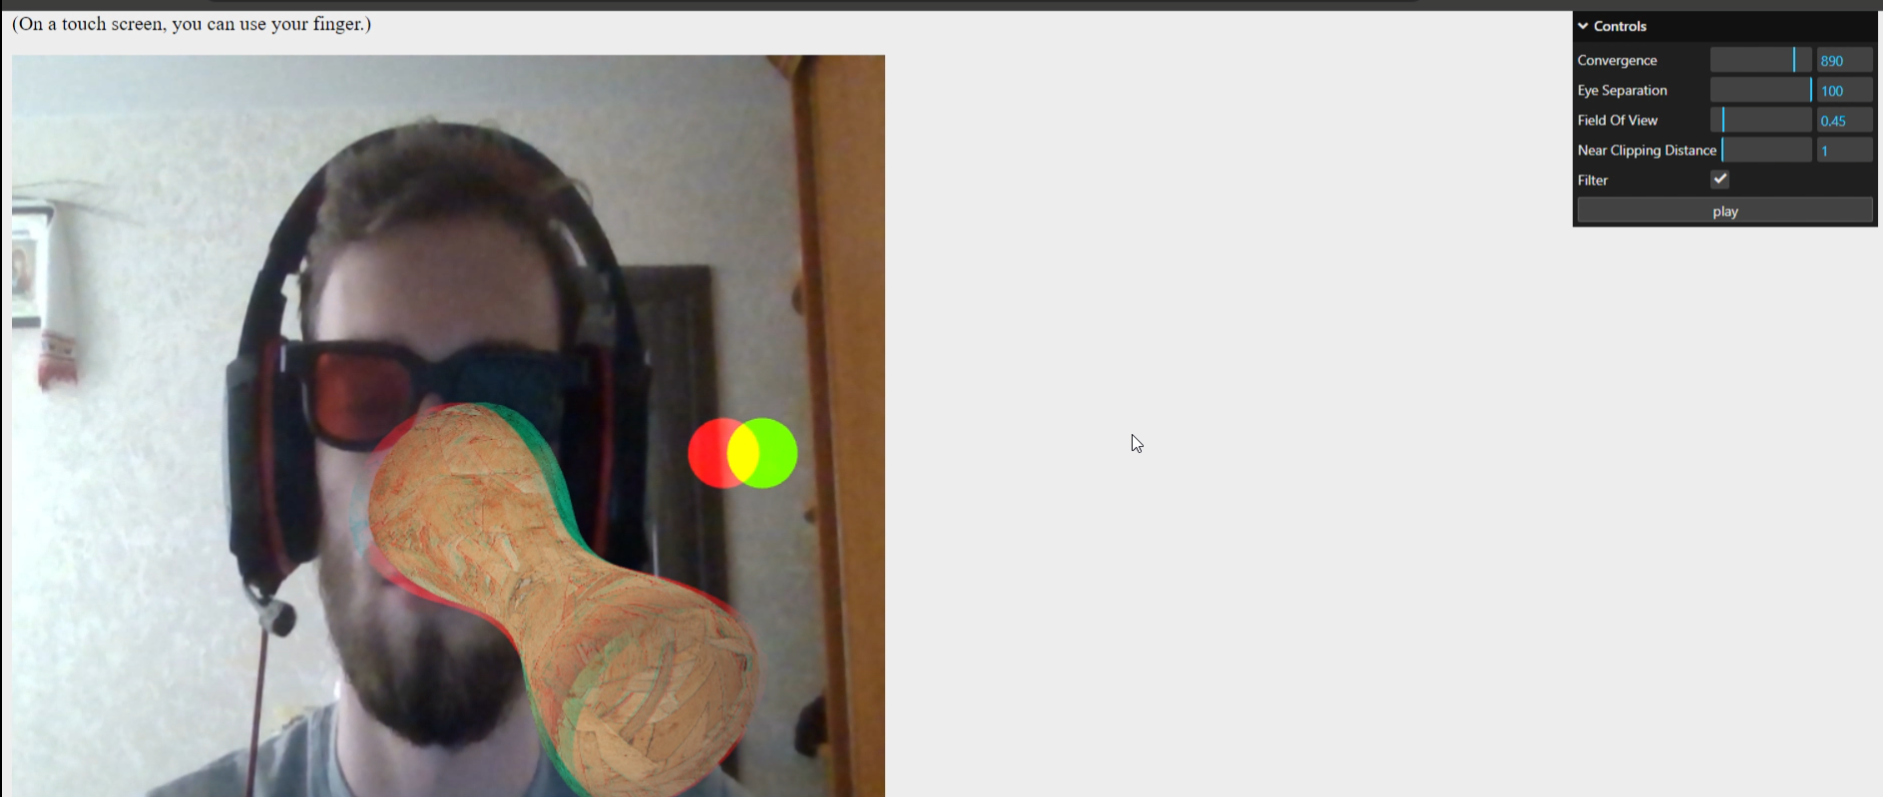 (On a touch screen, you can use your finger.)
Controls
Convergence 890
Eye Separation 100
Field Of View 0.45
Near Clipping Distance 1
Filter
play